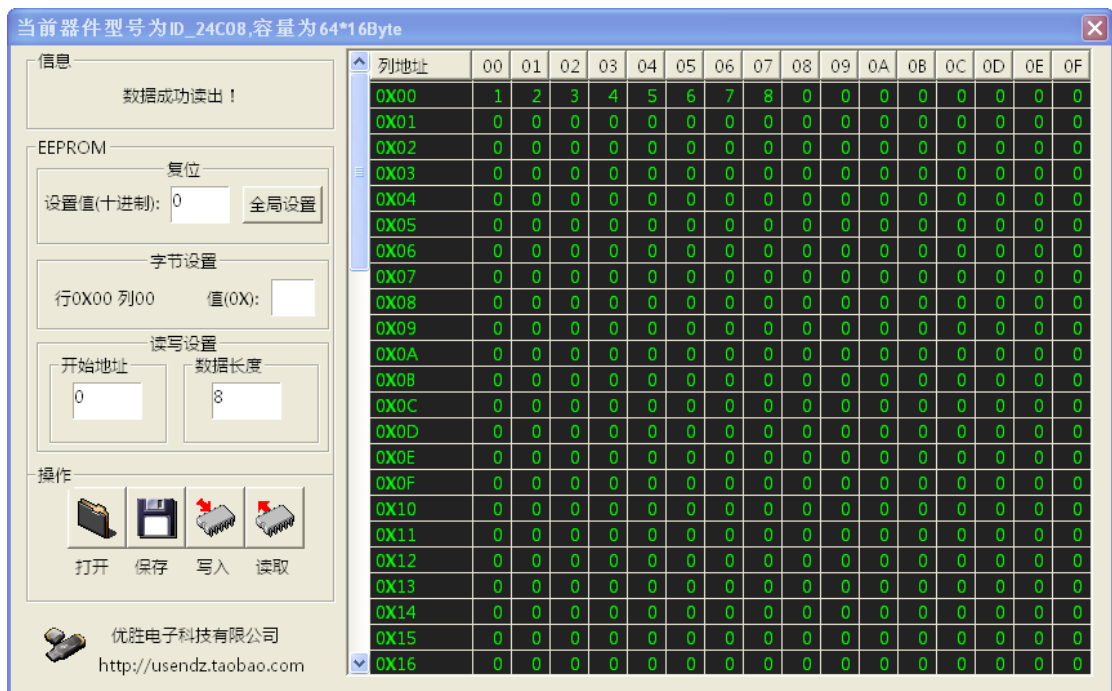 当前器件型号为ID_24C08,容量为64*16Byte
信息
数据成功读出！
EEPROM
复位
设置值(十进制): 0 全局设置
字节设置
行0X00 列00 值(0X):
读写设置
开始地址 数据长度
0 8
操作
打开 保存 写入 读取
优胜电子科技有限公司
http://usendz.taobao.com
列地址 00 01 02 03 04 05 06 07 08 09 0A 0B 0C 0D 0E 0F
0X00 1 2 3 4 5 6 7 8 0 0 0 0 0 0 0 0
0X01 0 0 0 0 0 0 0 0 0 0 0 0 0 0 0 0
0X02 0 0 0 0 0 0 0 0 0 0 0 0 0 0 0 0
0X03 0 0 0 0 0 0 0 0 0 0 0 0 0 0 0 0
0X04 0 0 0 0 0 0 0 0 0 0 0 0 0 0 0 0
0X05 0 0 0 0 0 0 0 0 0 0 0 0 0 0 0 0
0X06 0 0 0 0 0 0 0 0 0 0 0 0 0 0 0 0
0X07 0 0 0 0 0 0 0 0 0 0 0 0 0 0 0 0
0X08 0 0 0 0 0 0 0 0 0 0 0 0 0 0 0 0
0X09 0 0 0 0 0 0 0 0 0 0 0 0 0 0 0 0
0X0A 0 0 0 0 0 0 0 0 0 0 0 0 0 0 0 0
0X0B 0 0 0 0 0 0 0 0 0 0 0 0 0 0 0 0
0X0C 0 0 0 0 0 0 0 0 0 0 0 0 0 0 0 0
0X0D 0 0 0 0 0 0 0 0 0 0 0 0 0 0 0 0
0X0E 0 0 0 0 0 0 0 0 0 0 0 0 0 0 0 0
0X0F 0 0 0 0 0 0 0 0 0 0 0 0 0 0 0 0
0X10 0 0 0 0 0 0 0 0 0 0 0 0 0 0 0 0
0X11 0 0 0 0 0 0 0 0 0 0 0 0 0 0 0 0
0X12 0 0 0 0 0 0 0 0 0 0 0 0 0 0 0 0
0X13 0 0 0 0 0 0 0 0 0 0 0 0 0 0 0 0
0X14 0 0 0 0 0 0 0 0 0 0 0 0 0 0 0 0
0X15 0 0 0 0 0 0 0 0 0 0 0 0 0 0 0 0
0X16 0 0 0 0 0 0 0 0 0 0 0 0 0 0 0 0